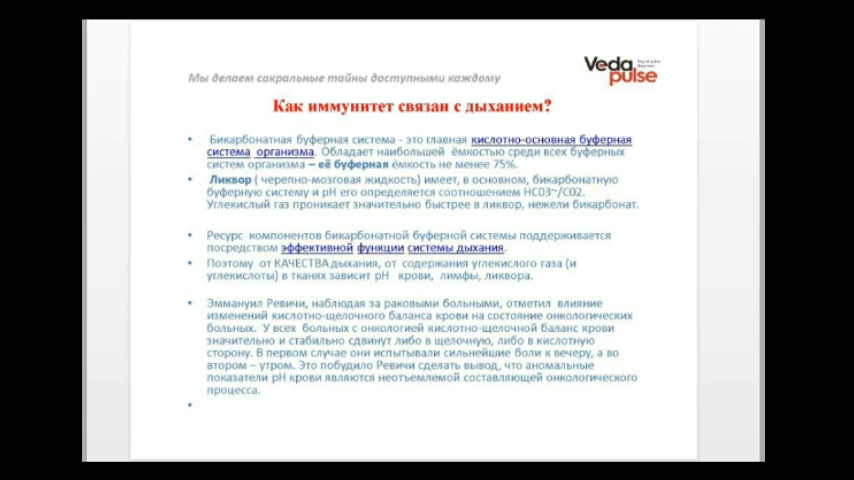 Мы делаем сакральные тайны доступными каждому
Veda
pulse
Как иммунитет связан с дыханием?
• Бикарбонатная буферная система - это главная кислотно-основная буферная
система организма. Обладает наибольшей ёмкостью среди всех буферных
систем организма – её буферная ёмкость не менее 75%.
• Ликвор ( черепно-мозговая жидкость) имеет, в основном, бикарбонатную
буферную систему и pH его определяется соотношением HC03~/C02.
Углекислый газ проникает значительно быстрее в ликвор, нежели бикарбонат.
• Ресурс компонентов бикарбонатной буферной системы поддерживается
посредством эффективной функции системы дыхания.
• Поэтому от КАЧЕСТВА дыхания, от содержания углекислого газа (и
углекислоты) в тканях зависит pH крови, лимфы, ликвора.
• Эммануил Ревичи, наблюдая за раковыми больными, отметил влияние
изменений кислотно-щелочного баланса крови на состояние онкологических
больных. У всех больных с онкологией кислотно-щелочной баланс крови
значительно и стабильно сдвинут либо в щелочную, либо в кислотную
сторону. В первом случае они испытывали сильнейшие боли к вечеру, а во
втором – утром. Это побудило Ревичи сделать вывод, что аномальные
показатели pH крови являются неотъемлемой составляющей онкологического
процесса.
•